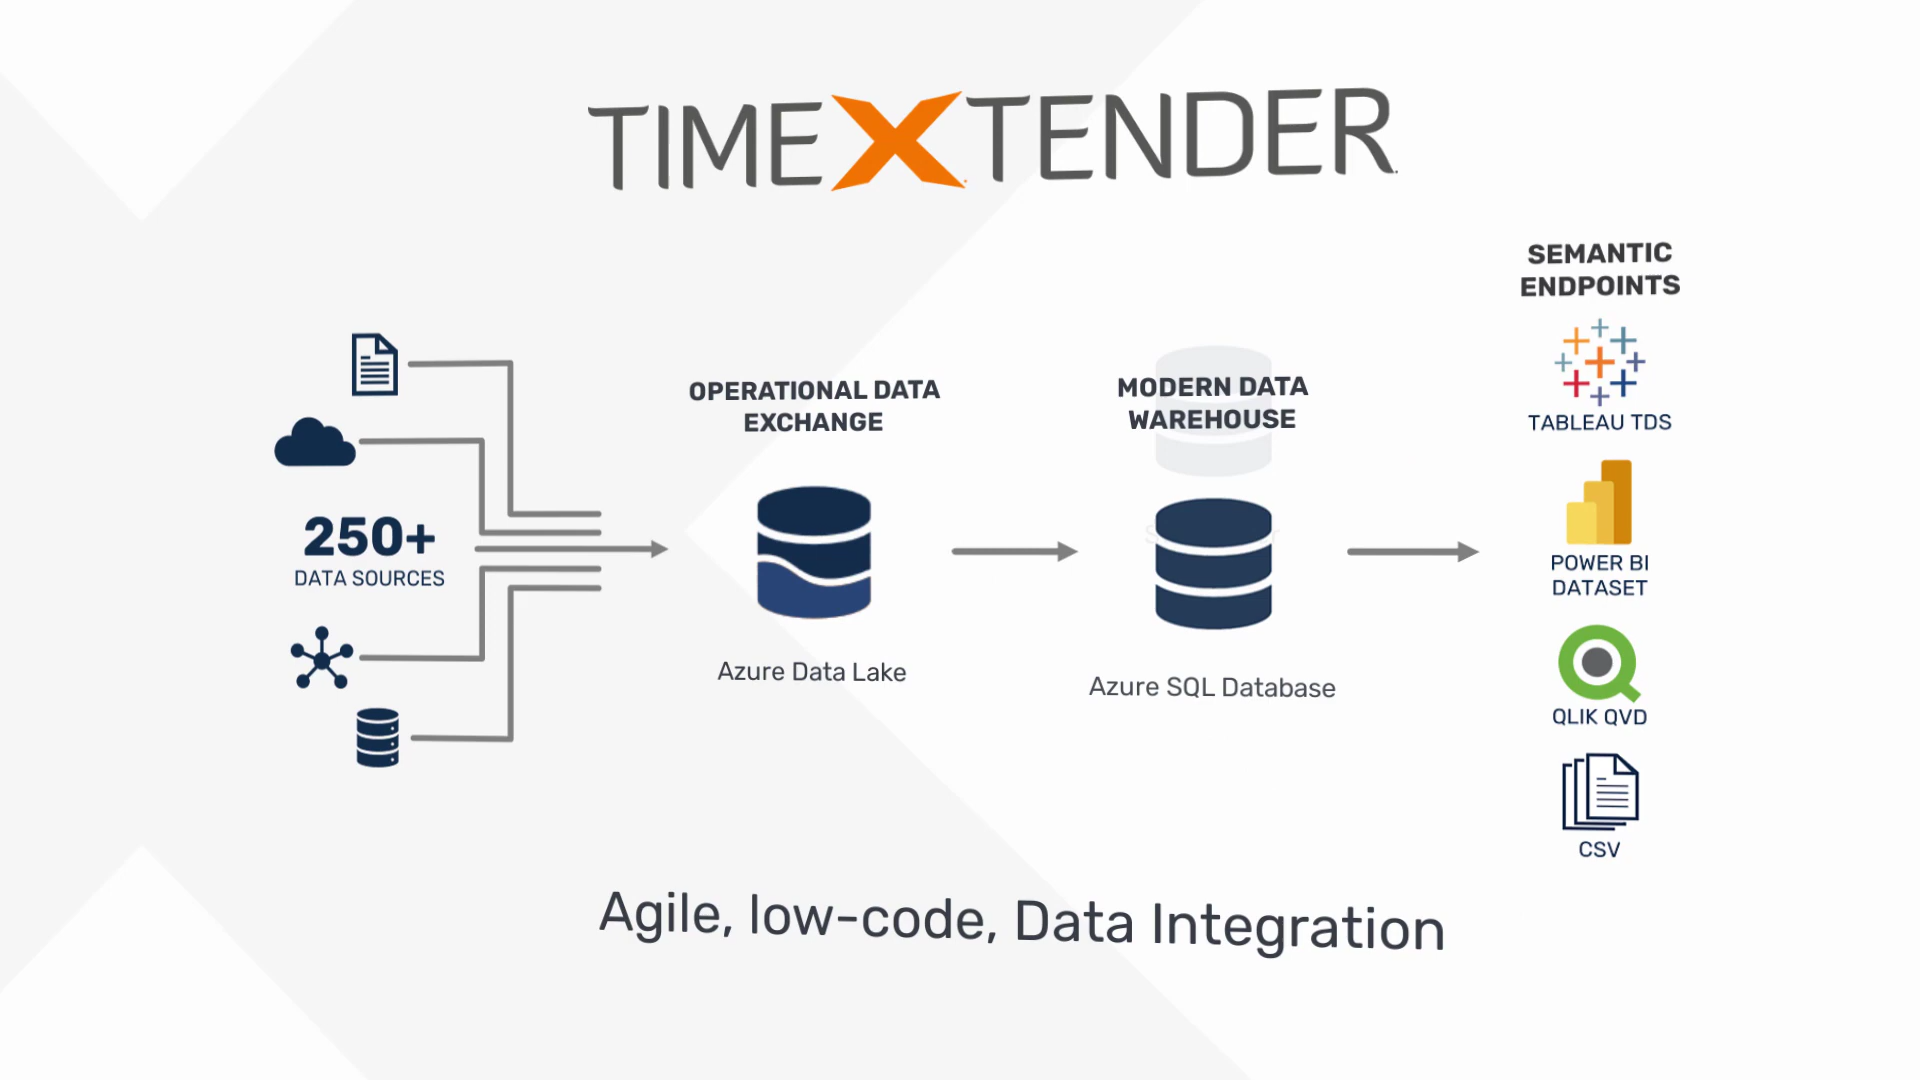 TIMEXTENDER
250+
DATA SOURCES
OPERATIONAL DATA
EXCHANGE
Azure Data Lake
MODERN DATA
WAREHOUSE
Azure SQL Database
SEMANTIC
ENDPOINTS
TABLEAU TDS
POWER BI
DATASET
QLIK QVD
CSV
Agile, low-code, Data Integration